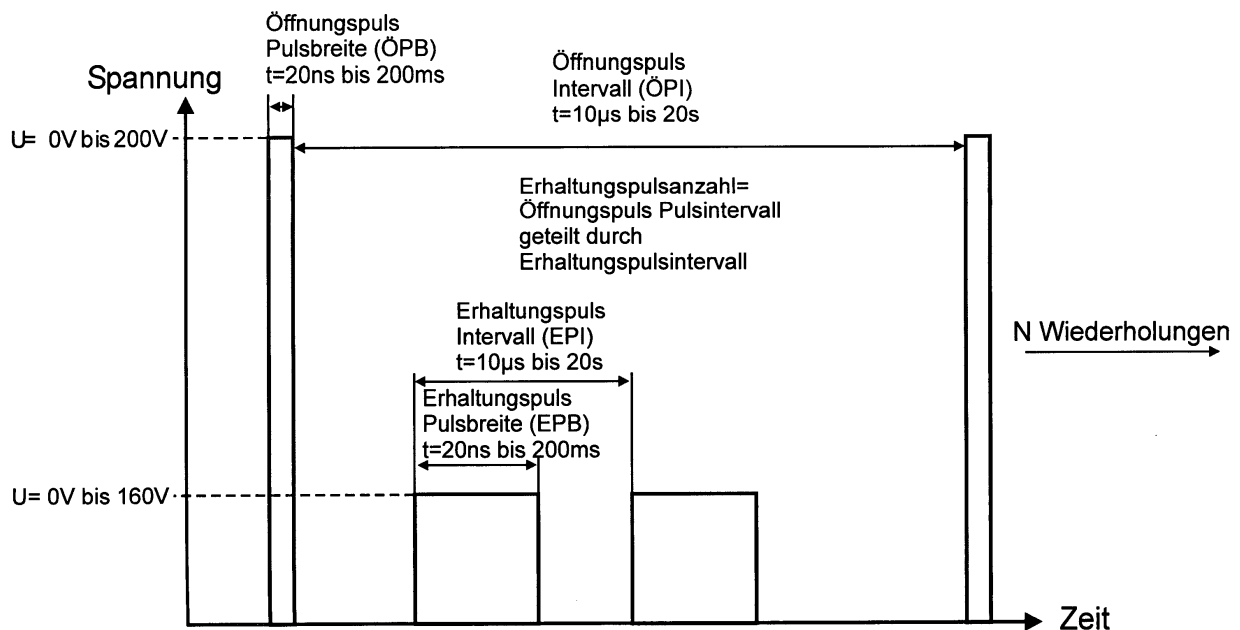 Öffnungspuls
Pulsbreite (ÖPB)
t=20ns bis 200ms
Öffnungspuls
Intervall (ÖPI)
t=10µs bis 20s
Spannung
U= 0V bis 200V
Erhaltungspulsanzahl=
Öffnungspuls Pulsintervall
geteilt durch
Erhaltungspulsintervall
Erhaltungspuls
Intervall (EPI)
t=10µs bis 20s
N Wiederholungen
Erhaltungspuls
Pulsbreite (EPB)
t=20ns bis 200ms
U= 0V bis 160V
Zeit